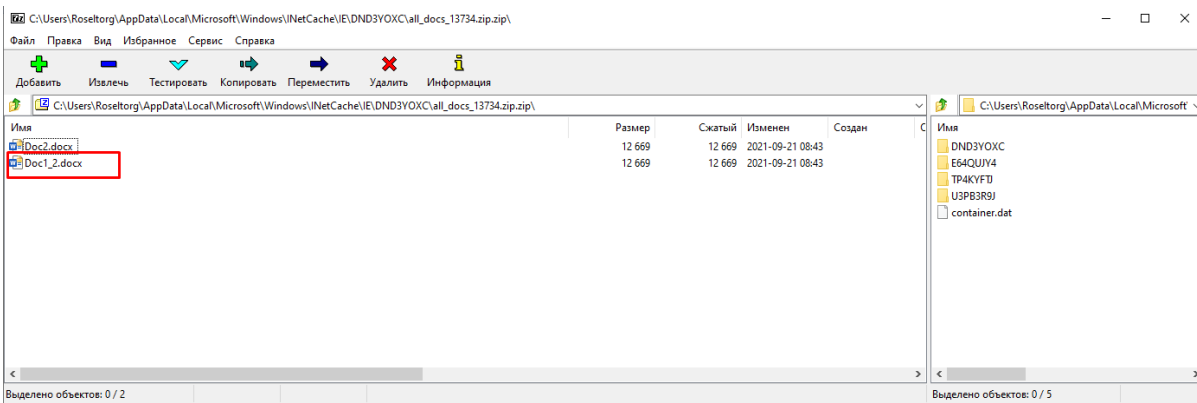 7z C:\Users\Roseltorg\AppData\Local\Microsoft\Windows\INetCache\IE\DND3YOXC\all_docs_13734.zip.zip\
Файл Правка Вид Избранное Сервис Справка
Добавить Извлечь Тестировать Копировать Переместить Удалить Информация
C:\Users\Roseltorg\AppData\Local\Microsoft\Windows\INetCache\IE\DND3YOXC\all_docs_13734.zip.zip\
C:\Users\Roseltorg\AppData\Local\Microsoft\
Имя Размер Сжатый Изменен Создан С
Doc2.docx 12 669 12 669 2021-09-21 08:43
Doc1_2.docx 12 669 12 669 2021-09-21 08:43
Имя
DND3YOXC
E64QUJY4
TP4KYFTJ
U3PB3R9J
container.dat
Выделено объектов: 0 / 2
Выделено объектов: 0 / 5